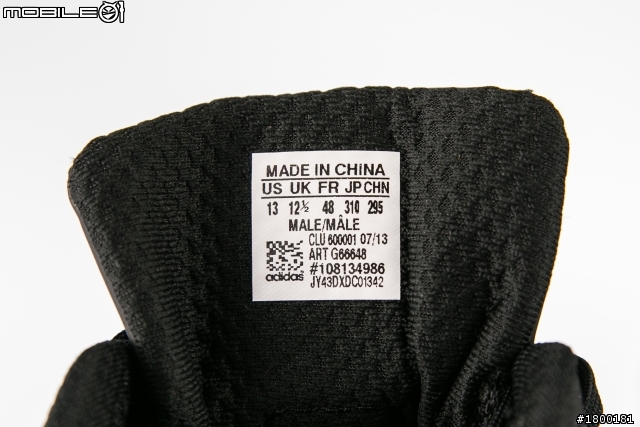 MOBILE01
MADE IN CHINA
US UK FR JP CHN
13 12½ 48 310 295
MALE/MÂLE
CLU 600001 07/13
ART G66648
#108134986
adidas
JY43DXDC01342
#1800181